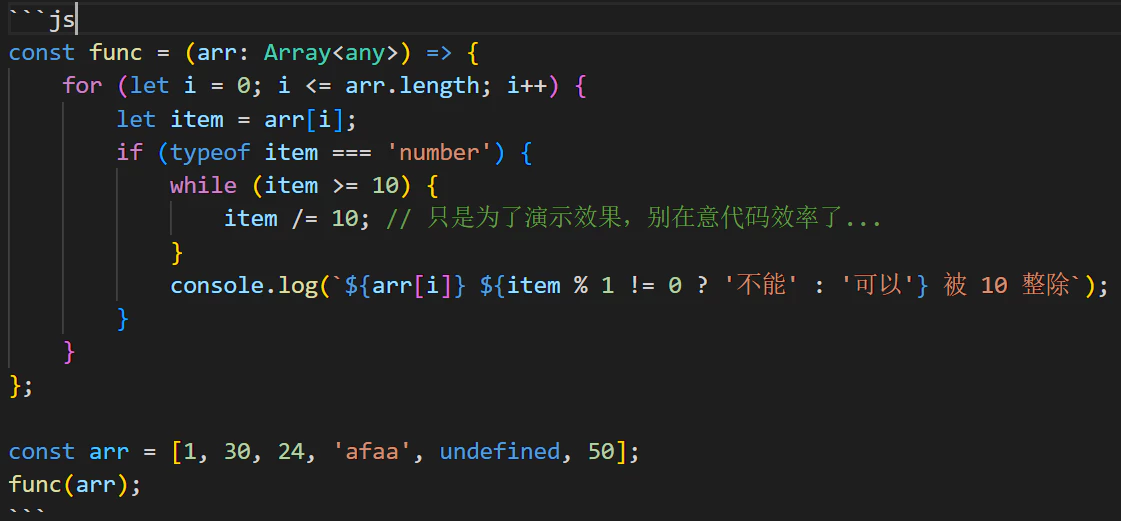 ```js
const func = (arr: Array<any>) => {
    for (let i = 0; i <= arr.length; i++) {
        let item = arr[i];
        if (typeof item === 'number') {
            while (item >= 10) {
                item /= 10; // 只是为了演示效果，别在意代码效率了...
            }
            console.log(`${arr[i]} ${item % 1 != 0 ? '不能' : '可以'} 被 10 整除`);
        }
    }
};

const arr = [1, 30, 24, 'afaa', undefined, 50];
func(arr);
```